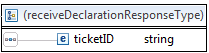 (receiveDeclarationResponseType)
e ticketID string